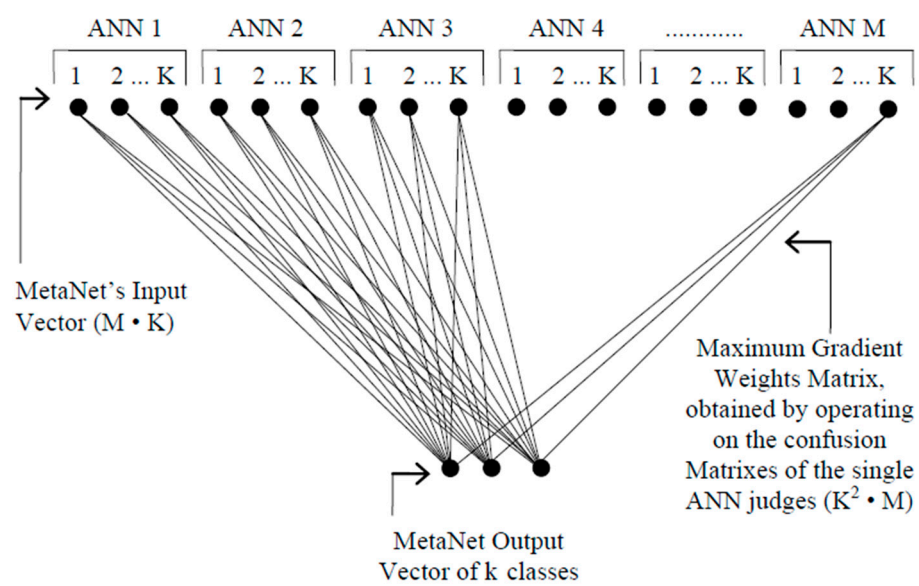 ANN 1 ANN 2 ANN 3 ANN 4 ............. ANN M
1 2 ... K 1 2 ... K 1 2 ... K 1 2 ... K 1 2 ... K 1 2 ... K
MetaNet’s Input
Vector (M • K)
Maximum Gradient
Weights Matrix,
obtained by operating
on the confusion
Matrixes of the single
ANN judges (K² • M)
MetaNet Output
Vector of k classes